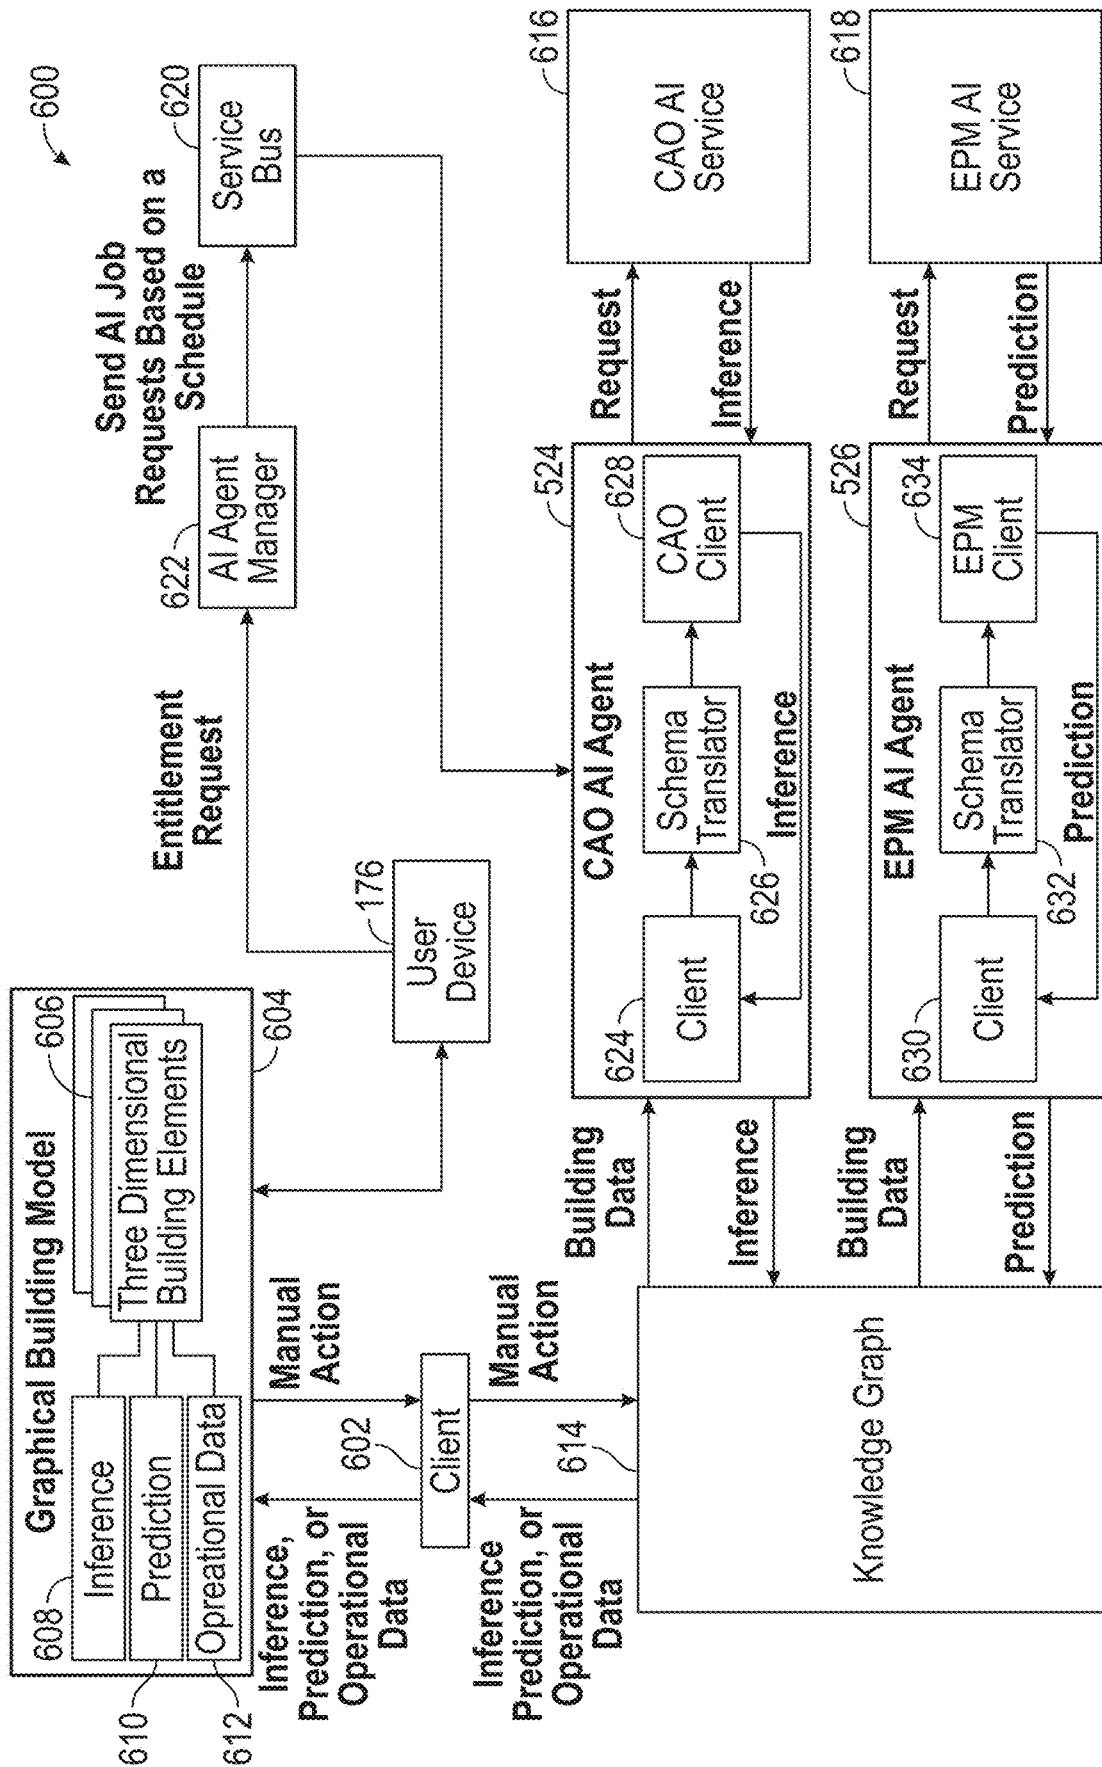 600
Graphical Building Model
608
Inference
610
Prediction
612
Opreational Data
606
Three Dimensional
Building Elements
604
Inference,
Prediction, or
Operational
Data
Manual
Action
602
Client
Inference
Prediction, or
Operational
Data
Manual
Action
614
Knowledge Graph
176
User
Device
Entitlement
Request
622
AI Agent
Manager
Send AI Job
Requests Based on a
Schedule
620
Service
Bus
Building
Data
Inference
524
CAO AI Agent
624
Client
Schema
Translator
626
628
CAO
Client
Inference
Request
Inference
616
CAO AI
Service
Building
Data
Prediction
526
EPM AI Agent
630
Client
Schema
Translator
632
634
EPM
Client
Prediction
Request
Prediction
618
EPM AI
Service